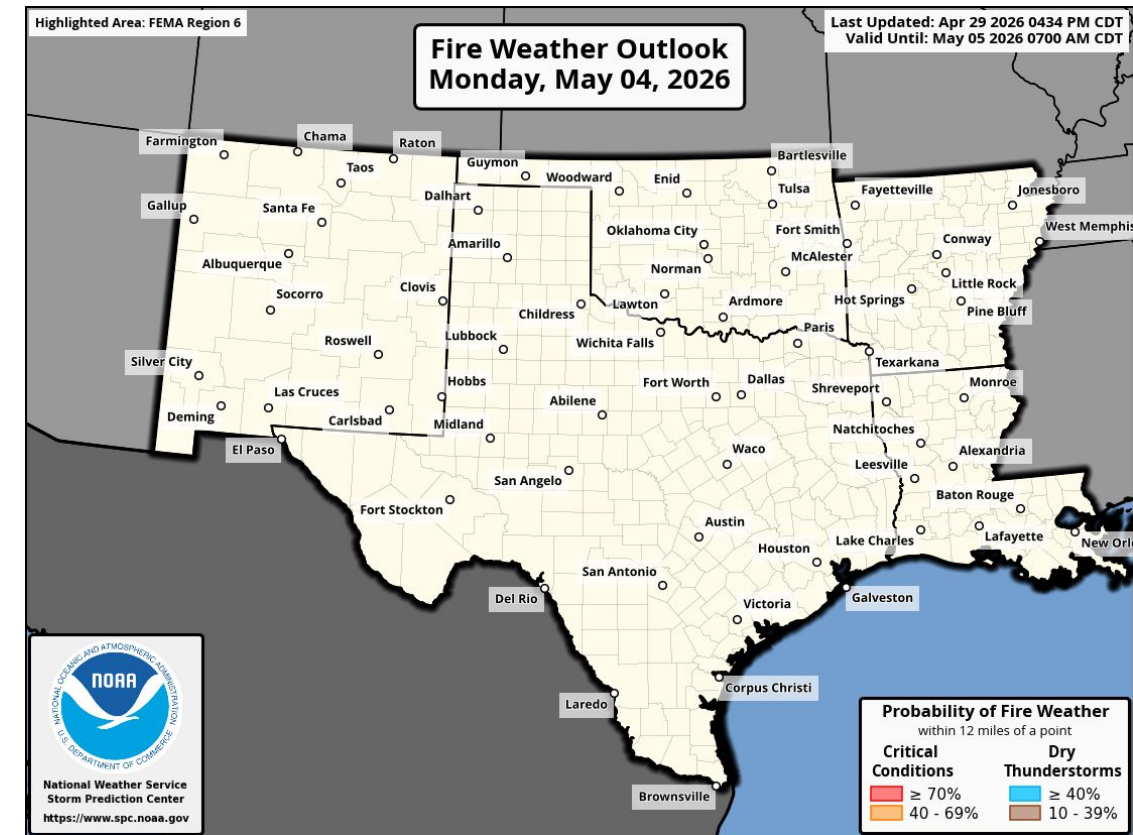 Highlighted Area: FEMA Region 6
Last Updated: Apr 29 2026 0434 PM CDT
Valid Until: May 05 2026 0700 AM CDT
Fire Weather Outlook
Monday, May 04, 2026
Farmington
Chama
Raton
Taos
Guymon
Woodward
Enid
Bartlesville
Tulsa
Fayetteville
Jonesboro
Gallup
Santa Fe
Dalhart
Amarillo
Oklahoma City
Fort Smith
Conway
West Memphis
Albuquerque
Norman
McAlester
Socorro
Clovis
Childress
Lawton
Ardmore
Hot Springs
Little Rock
Pine Bluff
Roswell
Lubbock
Wichita Falls
Paris
Texarkana
Silver City
Las Cruces
Hobbs
Fort Worth
Dallas
Shreveport
Monroe
Deming
Carlsbad
Midland
Abilene
Natchitoches
El Paso
San Angelo
Waco
Leesville
Alexandria
Fort Stockton
Austin
Baton Rouge
Houston
Lake Charles
Lafayette
New Orle
Del Rio
San Antonio
Victoria
Galveston
Laredo
Corpus Christi
Brownsville
NATIONAL OCEANIC AND ATMOSPHERIC ADMINISTRATION
NOAA
U.S. DEPARTMENT OF COMMERCE
National Weather Service
Storm Prediction Center
https://www.spc.noaa.gov
Probability of Fire Weather
within 12 miles of a point
Critical Conditions
≥ 70%
40 - 69%
Dry Thunderstorms
≥ 40%
10 - 39%